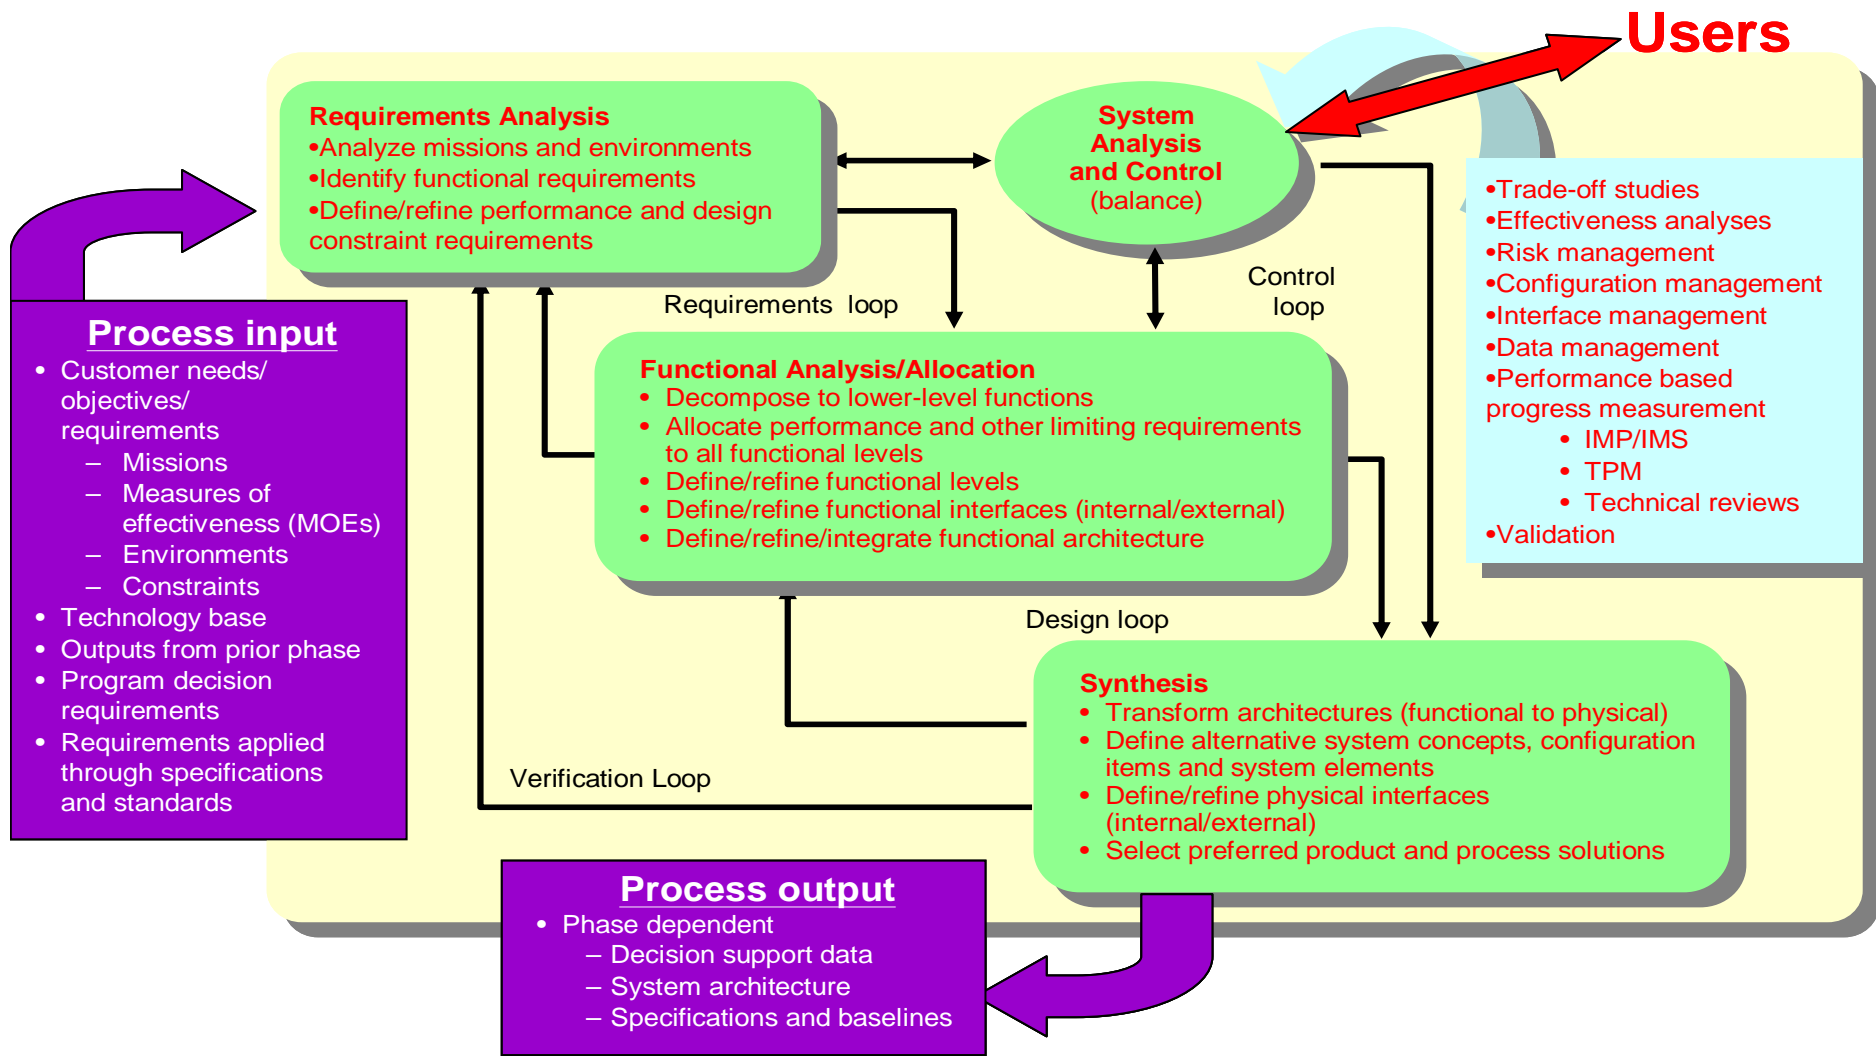 Users
Requirements Analysis
•Analyze missions and environments
•Identify functional requirements
•Define/refine performance and design
constraint requirements
System
Analysis
and Control
(balance)
•Trade-off studies
•Effectiveness analyses
•Risk management
•Configuration management
•Interface management
•Data management
•Performance based
progress measurement
• IMP/IMS
• TPM
• Technical reviews
•Validation
Requirements loop
Control
loop
Process input
• Customer needs/
objectives/
requirements
– Missions
– Measures of
effectiveness (MOEs)
– Environments
– Constraints
• Technology base
• Outputs from prior phase
• Program decision
requirements
• Requirements applied
through specifications
and standards
Functional Analysis/Allocation
• Decompose to lower-level functions
• Allocate performance and other limiting requirements
to all functional levels
• Define/refine functional levels
• Define/refine functional interfaces (internal/external)
• Define/refine/integrate functional architecture
Design loop
Synthesis
• Transform architectures (functional to physical)
• Define alternative system concepts, configuration
items and system elements
• Define/refine physical interfaces
(internal/external)
• Select preferred product and process solutions
Verification Loop
Process output
• Phase dependent
– Decision support data
– System architecture
– Specifications and baselines